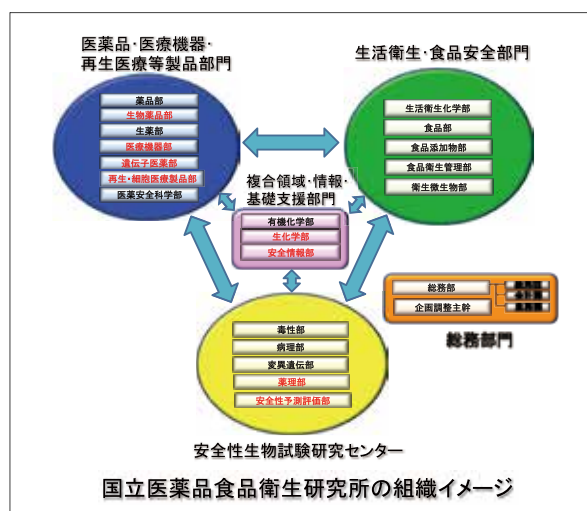 医薬品・医療機器・
再生医療等製品部門
薬品部
生物薬品部
生薬部
医療機器部
遺伝子医薬部
再生・細胞医療製品部
医薬安全科学部
生活衛生・食品安全部門
生活衛生化学部
食品部
食品添加物部
食品衛生管理部
衛生微生物部
複合領域・情報・
基礎支援部門
有機化学部
生化学部
安全情報部
総務部
企画調整主幹
総務部門
毒性部
病理部
変異遺伝部
薬理部
安全性予測評価部
安全性生物試験研究センター
国立医薬品食品衛生研究所の組織イメージ